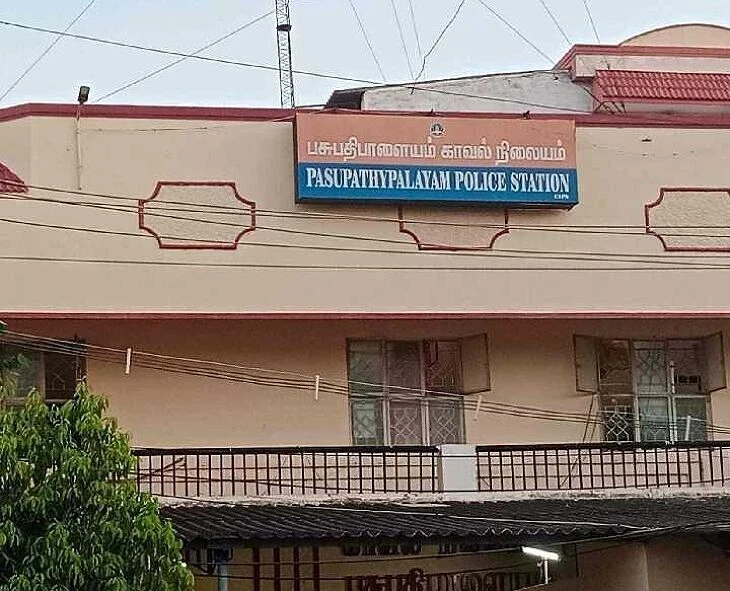 பசுபதிபாளையம் காவல் நிலையம்
PASUPATHYPALAYAM POLICE STATION